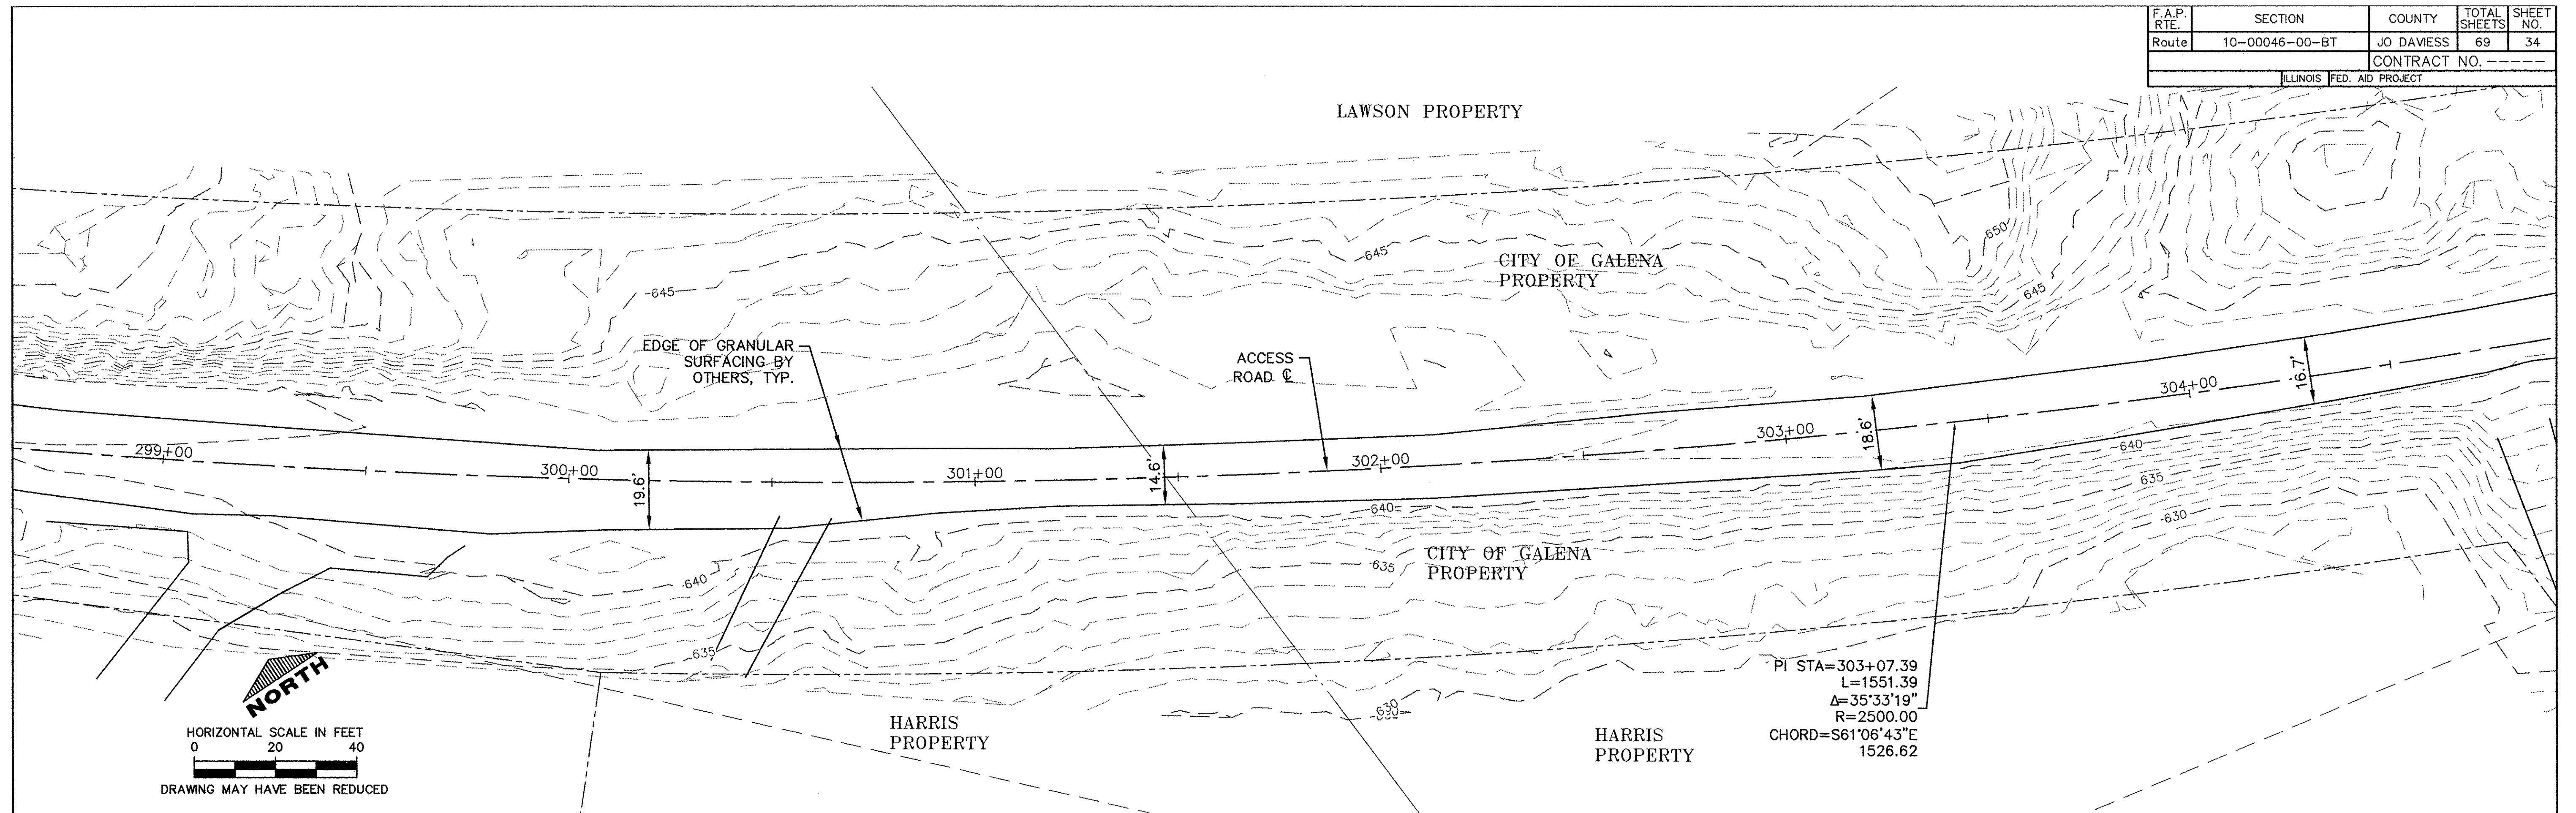 F.A.P. RTE. SECTION COUNTY TOTAL SHEETS SHEET NO.
Route 10-00046-00-BT JO DAVIESS 69 34
CONTRACT NO. -----
ILLINOIS FED. AID PROJECT
LAWSON PROPERTY
650
645
CITY OF GALENA
PROPERTY
645
645
EDGE OF GRANULAR
SURFACING BY
OTHERS, TYP.
ACCESS
ROAD ℄
299+00
300+00
19.6'
301+00
14.6'
302+00
303+00
18.6'
304+00
16.7'
640
635
630
640
CITY OF GALENA
PROPERTY
635
640
635
630
PI STA=303+07.39
L=1551.39
Δ=35°33'19"
R=2500.00
CHORD=S61°06'43"E
1526.62
HARRIS
PROPERTY
HARRIS
PROPERTY
NORTH
HORIZONTAL SCALE IN FEET
0 20 40
DRAWING MAY HAVE BEEN REDUCED